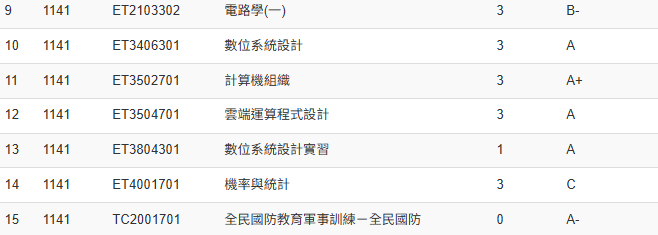 9 1141 ET2103302 電路學(一) 3 B-
10 1141 ET3406301 數位系統設計 3 A
11 1141 ET3502701 計算機組織 3 A+
12 1141 ET3504701 雲端運算程式設計 3 A
13 1141 ET3804301 數位系統設計實習 1 A
14 1141 ET4001701 機率與統計 3 C
15 1141 TC2001701 全民國防教育軍事訓練－全民國防 0 A-